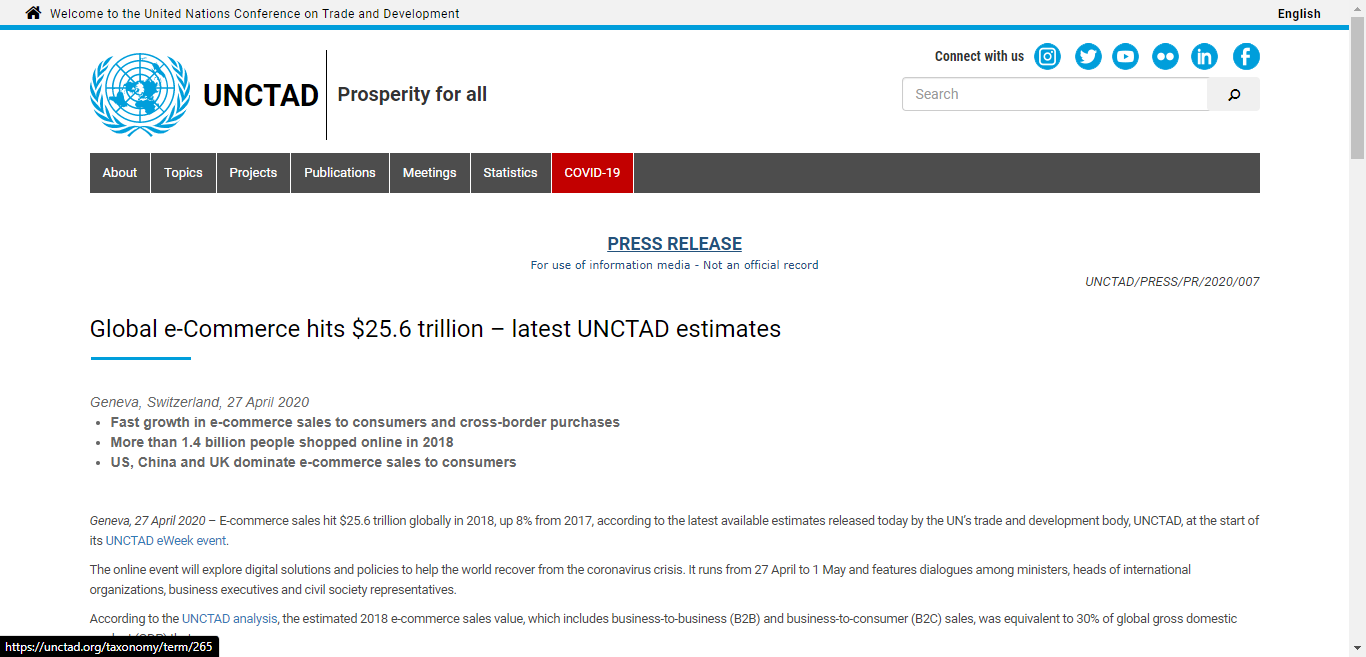 Welcome to the United Nations Conference on Trade and Development
English
Connect with us
UNCTAD
Prosperity for all
Search
About
Topics
Projects
Publications
Meetings
Statistics
COVID-19
PRESS RELEASE
For use of information media - Not an official record
UNCTAD/PRESS/PR/2020/007
Global e-Commerce hits $25.6 trillion – latest UNCTAD estimates
Geneva, Switzerland, 27 April 2020
• Fast growth in e-commerce sales to consumers and cross-border purchases
• More than 1.4 billion people shopped online in 2018
• US, China and UK dominate e-commerce sales to consumers
Geneva, 27 April 2020 – E-commerce sales hit $25.6 trillion globally in 2018, up 8% from 2017, according to the latest available estimates released today by the UN's trade and development body, UNCTAD, at the start of
its UNCTAD eWeek event.
The online event will explore digital solutions and policies to help the world recover from the coronavirus crisis. It runs from 27 April to 1 May and features dialogues among ministers, heads of international
organizations, business executives and civil society representatives.
According to the UNCTAD analysis, the estimated 2018 e-commerce sales value, which includes business-to-business (B2B) and business-to-consumer (B2C) sales, was equivalent to 30% of global gross domestic
https://unctad.org/taxonomy/term/265